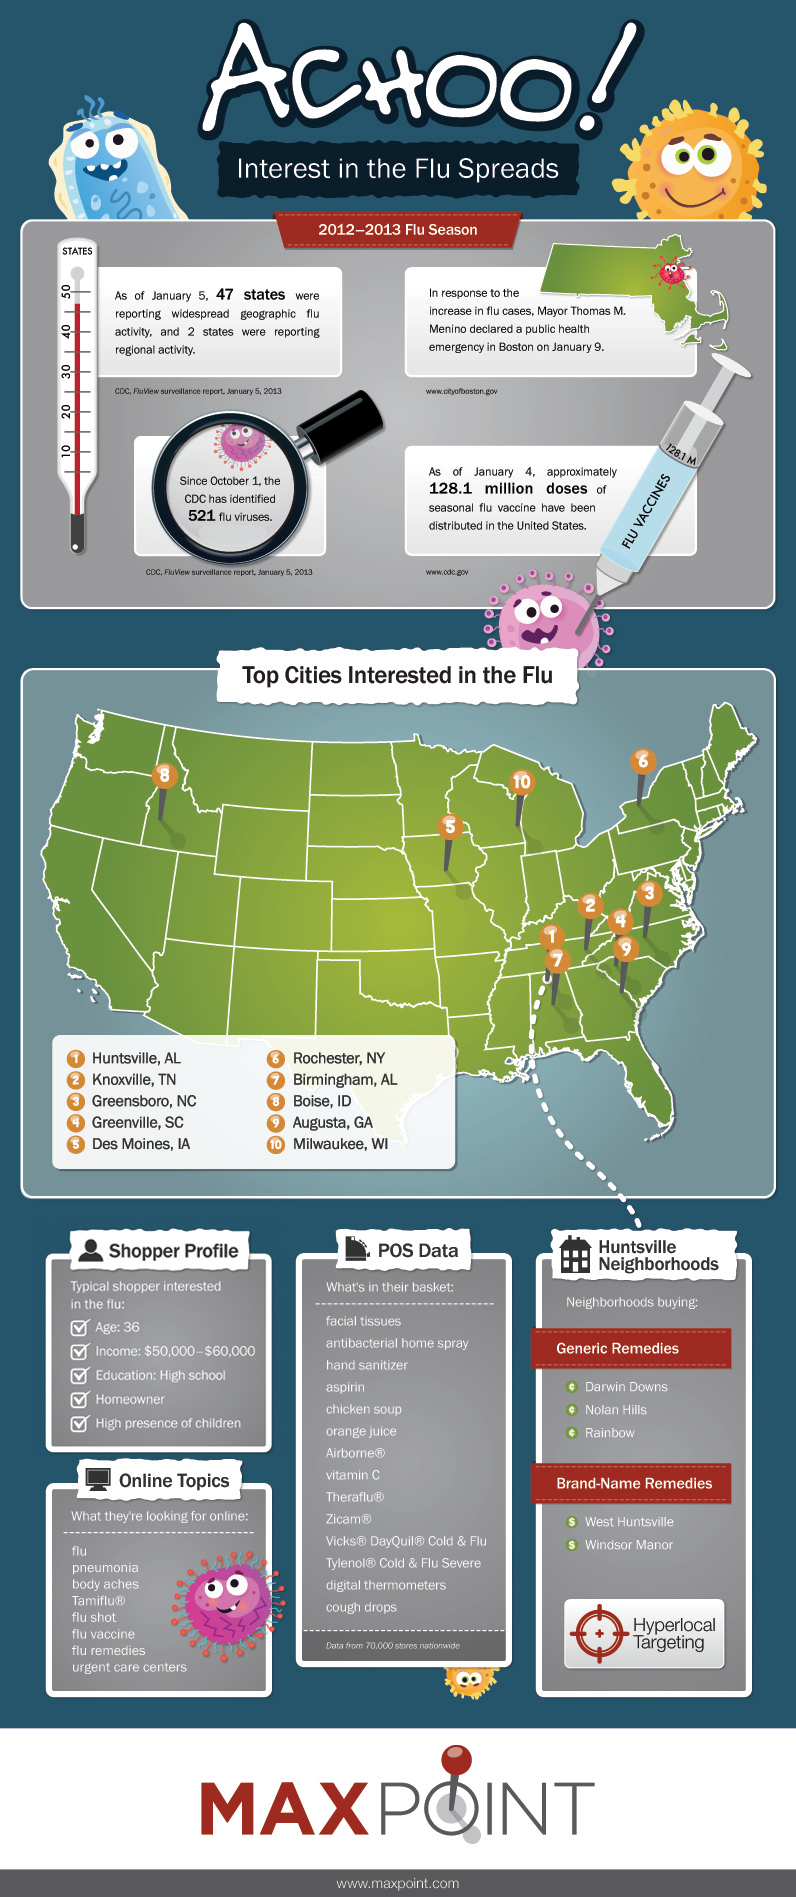 ACHOO!
Interest in the Flu Spreads
2012–2013 Flu Season
STATES
50
40
30
20
10
As of January 5, 47 states were
reporting widespread geographic flu
activity, and 2 states were reporting
regional activity.
CDC, FluView surveillance report, January 5, 2013
In response to the
increase in flu cases, Mayor Thomas M.
Menino declared a public health
emergency in Boston on January 9.
www.cityofboston.gov
Since October 1, the
CDC has identified
521 flu viruses.
CDC, FluView surveillance report, January 5, 2013
As of January 4, approximately
128.1 million doses of
seasonal flu vaccine have been
distributed in the United States.
www.cdc.gov
128.1 M
FLU VACCINES
Top Cities Interested in the Flu
8
10
6
5
2
3
4
1
9
7
1 Huntsville, AL
2 Knoxville, TN
3 Greensboro, NC
4 Greenville, SC
5 Des Moines, IA
6 Rochester, NY
7 Birmingham, AL
8 Boise, ID
9 Augusta, GA
10 Milwaukee, WI
Shopper Profile
Typical shopper interested
in the flu:
Age: 36
Income: $50,000–$60,000
Education: High school
Homeowner
High presence of children
Online Topics
What they're looking for online:
flu
pneumonia
body aches
Tamiflu®
flu shot
flu vaccine
flu remedies
urgent care centers
POS Data
What's in their basket:
facial tissues
antibacterial home spray
hand sanitizer
aspirin
chicken soup
orange juice
Airborne®
vitamin C
Theraflu®
Zicam®
Vicks® DayQuil® Cold & Flu
Tylenol® Cold & Flu Severe
digital thermometers
cough drops
Data from 70,000 stores nationwide
Huntsville
Neighborhoods
Neighborhoods buying:
Generic Remedies
¢ Darwin Downs
¢ Nolan Hills
¢ Rainbow
Brand-Name Remedies
$ West Huntsville
$ Windsor Manor
Hyperlocal
Targeting
MAXPOINT
www.maxpoint.com